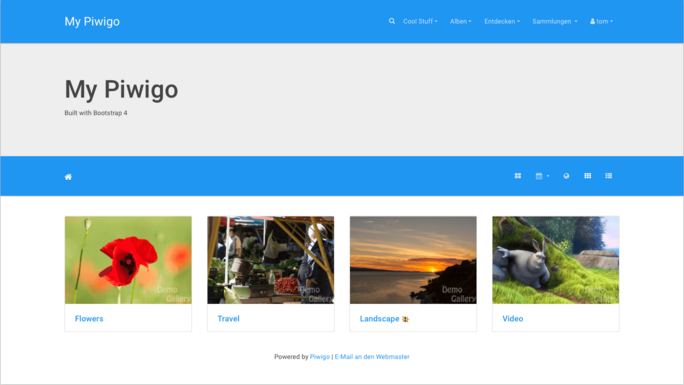 My Piwigo
Cool Stuff Alben Entdecken Sammlungen tom
My Piwigo
Built with Bootstrap 4
Demo Gallery
Demo Gallery
Demo Gallery
Demo Gallery
Flowers Travel Landscape Video
Powered by Piwigo | E-Mail an den Webmaster